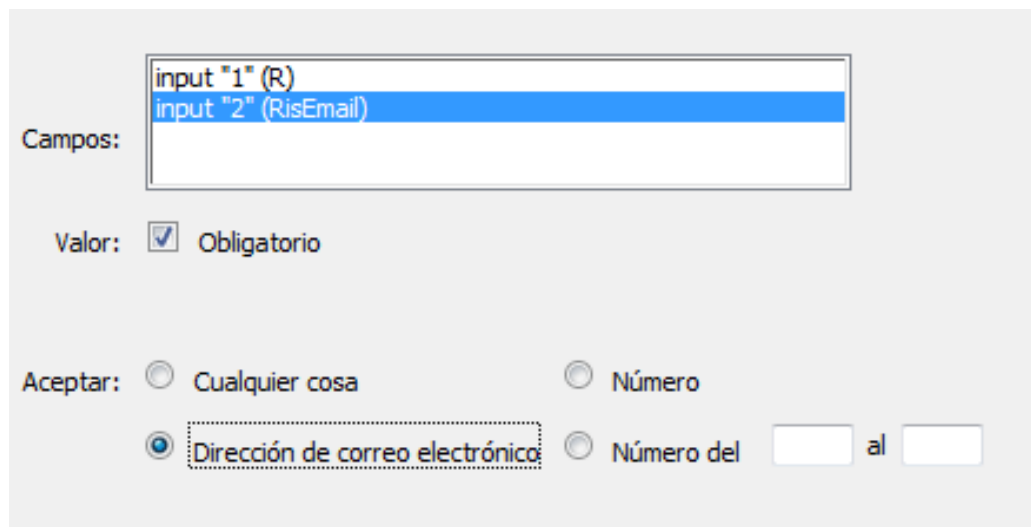 input "1" (R)
input "2" (RisEmail)
Campos:
Valor: Obligatorio
Aceptar: Cualquier cosa Número
Dirección de correo electrónico Número del al